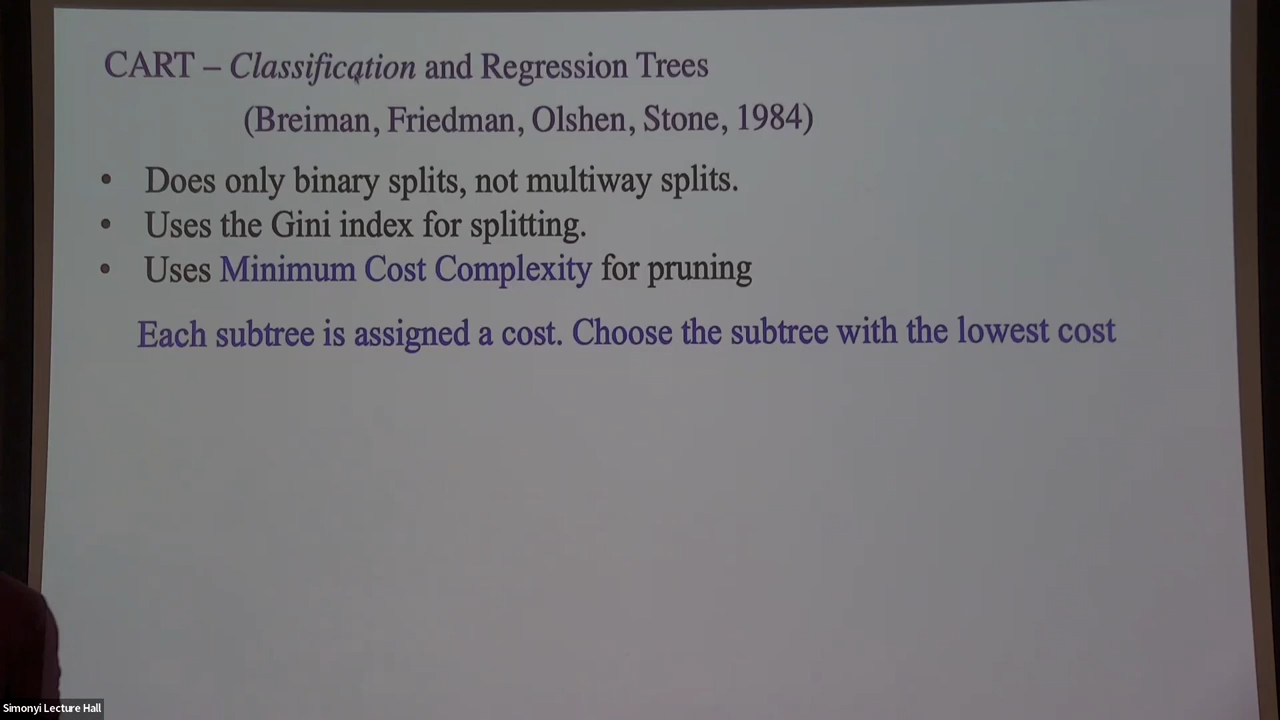 CART – Classification and Regression Trees
(Breiman, Friedman, Olshen, Stone, 1984)
• Does only binary splits, not multiway splits.
• Uses the Gini index for splitting.
• Uses Minimum Cost Complexity for pruning
Each subtree is assigned a cost. Choose the subtree with the lowest cost
Simonyi Lecture Hall